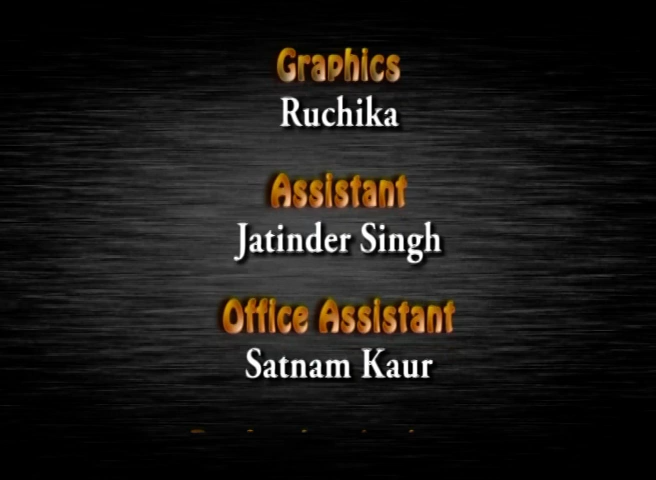 Graphics
Ruchika
Assistant
Jatinder Singh
Office Assistant
Satnam Kaur